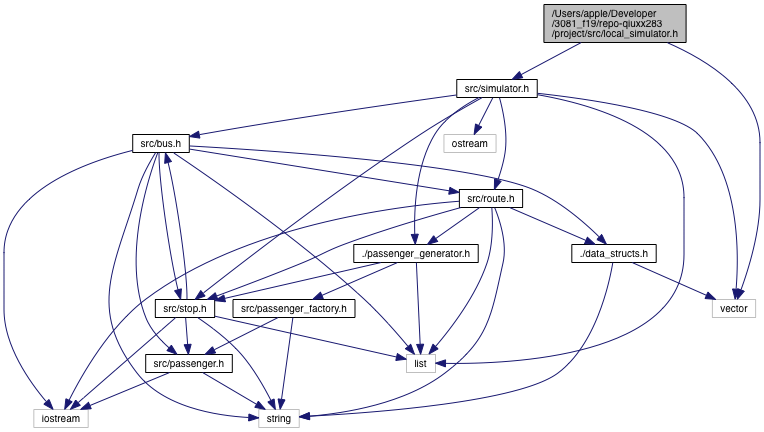 /Users/apple/Developer
/3081_f19/repo-qiuxx283
/project/src/local_simulator.h
src/simulator.h
src/bus.h
ostream
src/route.h
./passenger_generator.h
./data_structs.h
src/stop.h
src/passenger_factory.h
vector
src/passenger.h
list
iostream
string